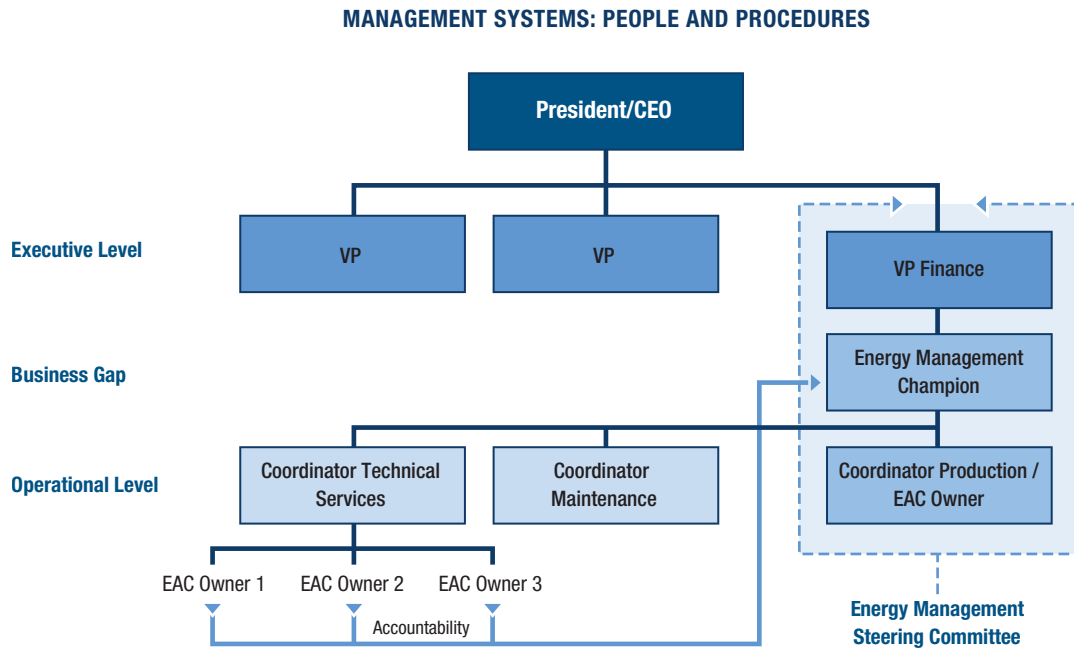 MANAGEMENT SYSTEMS: PEOPLE AND PROCEDURES
President/CEO
Executive Level
VP
VP
VP Finance
Business Gap
Energy Management
Champion
Operational Level
Coordinator Technical
Services
Coordinator
Maintenance
Coordinator Production /
EAC Owner
EAC Owner 1
EAC Owner 2
EAC Owner 3
Accountability
Energy Management
Steering Committee